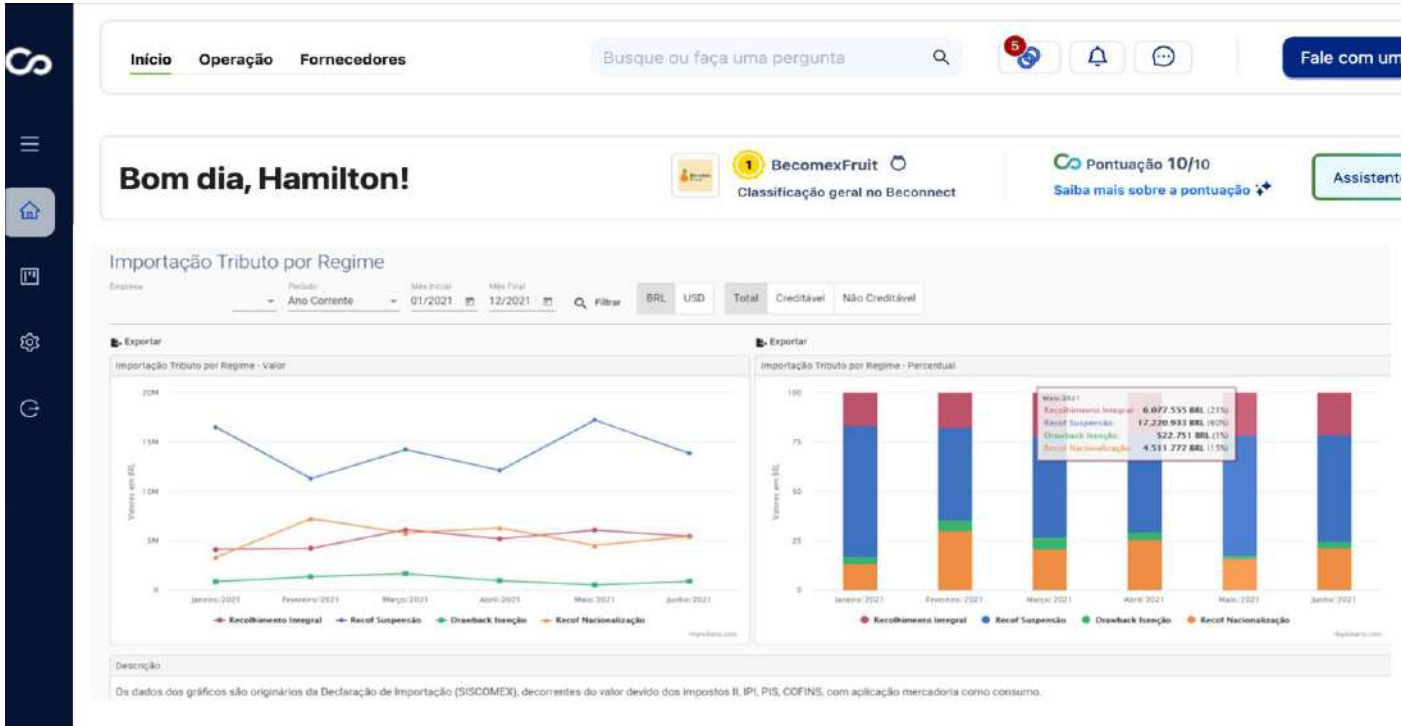 Início Operação Fornecedores Busque ou faça uma pergunta 5 Fale com um
Bom dia, Hamilton!
1 BecomexFruit
Classificação geral no Beconnect
Pontuação 10/10
Saiba mais sobre a pontuação
Assistent
Importação Tributo por Regime
Empresa Período Mês Inicial Mês Final
Ano Corrente 01/2021 12/2021 Filtrar BRL USD Total Creditável Não Creditável
Exportar
Importação Tributo por Regime - Valor
Valores em BRL
20M
15M
10M
5M
0
Janeiro/2021 Fevereiro/2021 Março/2021 Abril/2021 Maio/2021 Junho/2021
Recolhimento Integral Recof Suspensão Drawback Isenção Recof Nacionalização
Highcharts.com
Exportar
Importação Tributo por Regime - Percentual
Valores em BRL
100
75
50
25
0
Maio/2021
Recolhimento Integral: 6.077.555 BRL (21%)
Recof Suspensão: 17.220.933 BRL (60%)
Drawback Isenção: 522.751 BRL (1%)
Recof Nacionalização: 4.511.777 BRL (15%)
Janeiro/2021 Fevereiro/2021 Março/2021 Abril/2021 Maio/2021 Junho/2021
Recolhimento Integral Recof Suspensão Drawback Isenção Recof Nacionalização
Highcharts.com
Descrição
Os dados dos gráficos são originários da Declaração de Importação (SISCOMEX), decorrentes do valor devido dos impostos II, IPI, PIS, COFINS, com aplicação mercadoria como consumo.